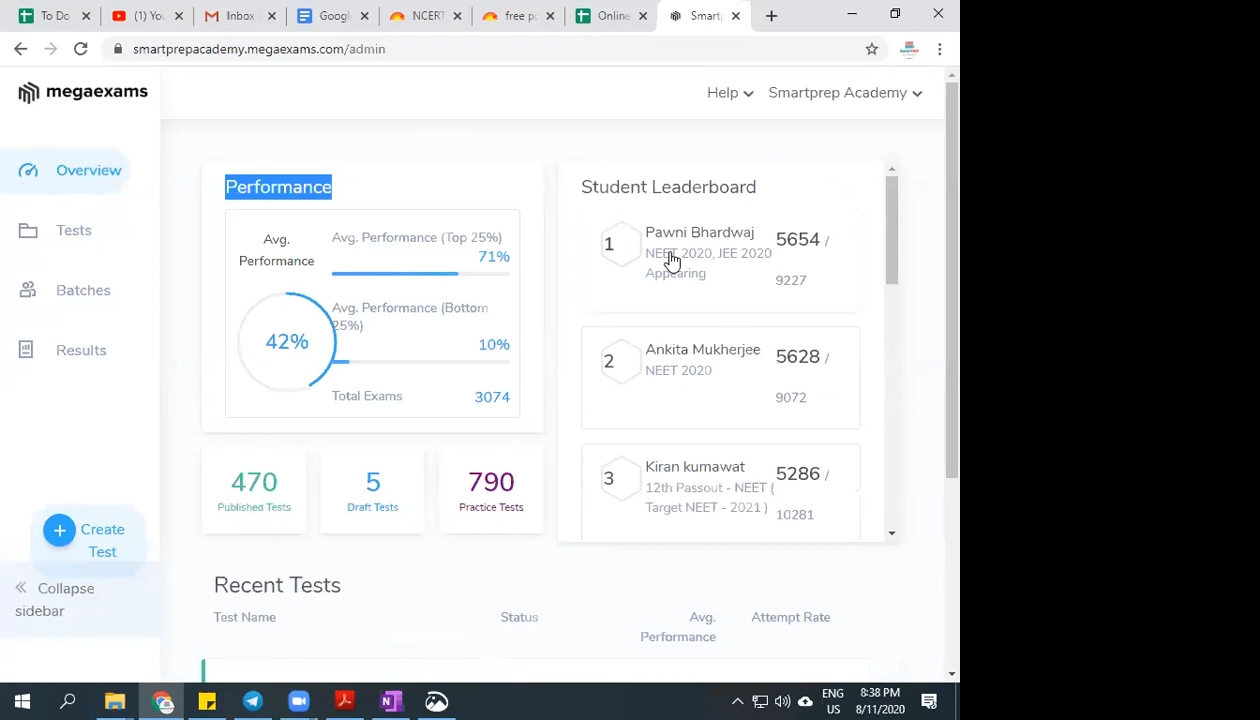 To Do
(1) You
Inbox
Google
NCERT
free p
Online
Smart
smartprepacademy.megaexams.com/admin
megaexams
Help
Smartprep Academy
Overview
Tests
Batches
Results
+ Create
Test
Collapse
sidebar
Performance
Avg.
Performance
42%
Avg. Performance (Top 25%)
71%
Avg. Performance (Bottom
25%)
10%
Total Exams 3074
470
Published Tests
5
Draft Tests
790
Practice Tests
Student Leaderboard
1
Pawni Bhardwaj
NEET 2020, JEE 2020
Appearing
5654 /
9227
2
Ankita Mukherjee
NEET 2020
5628 /
9072
3
Kiran kumawat
12th Passout - NEET (
Target NEET - 2021 )
5286 /
10281
Recent Tests
Test Name Status Avg. Attempt Rate
Performance
ENG
US
8:38 PM
8/11/2020